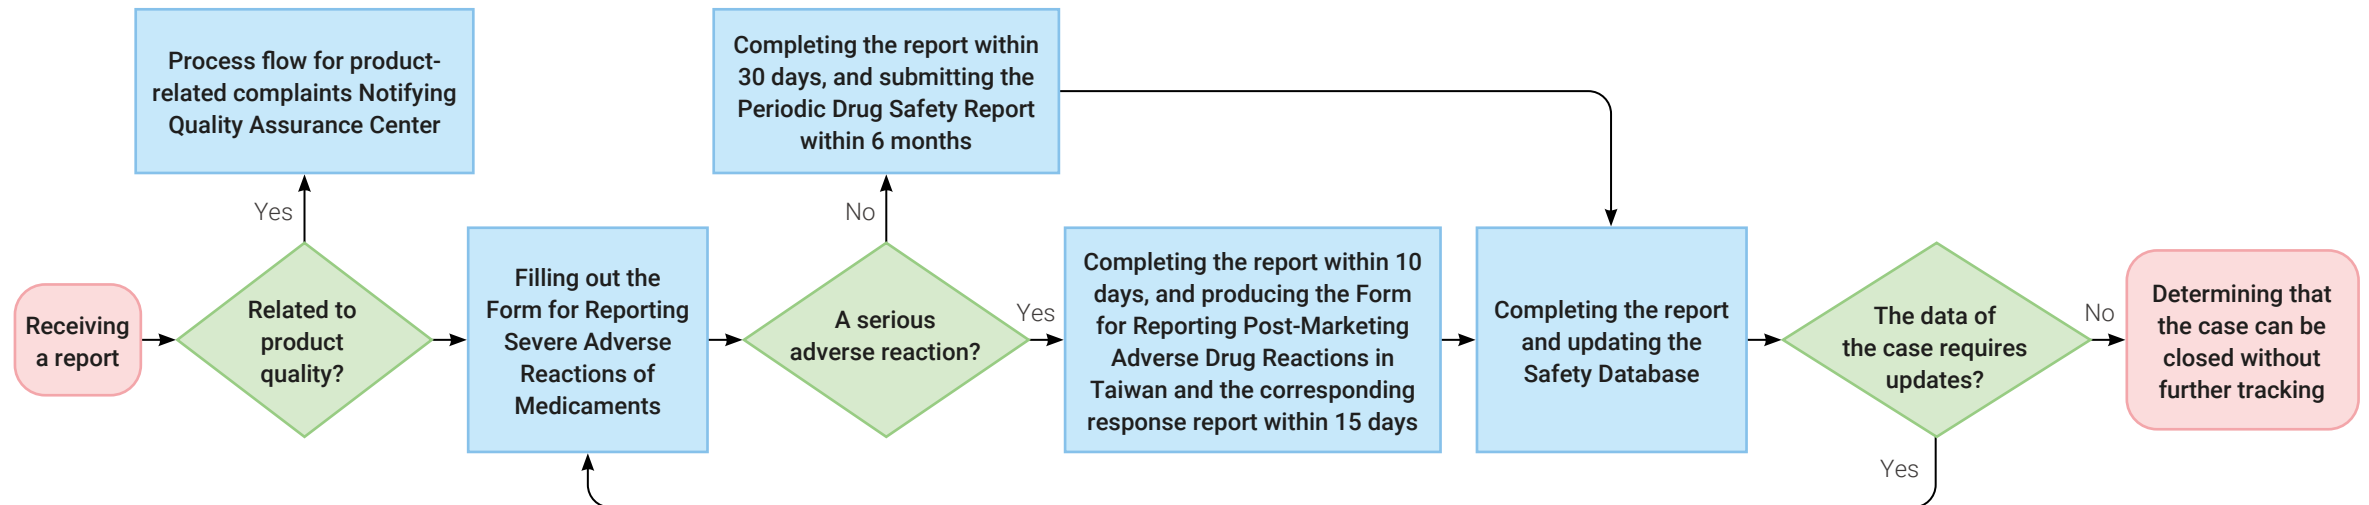 Receiving
a report
Related to
product
quality?
Yes
Process flow for product-
related complaints Notifying
Quality Assurance Center
Filling out the
Form for Reporting
Severe Adverse
Reactions of
Medicaments
A serious
adverse reaction?
No
Completing the report within
30 days, and submitting the
Periodic Drug Safety Report
within 6 months
Yes
Completing the report within 10
days, and producing the Form
for Reporting Post-Marketing
Adverse Drug Reactions in
Taiwan and the corresponding
response report within 15 days
Completing the report
and updating the
Safety Database
The data of
the case requires
updates?
Yes
No
Determining that
the case can be
closed without
further tracking